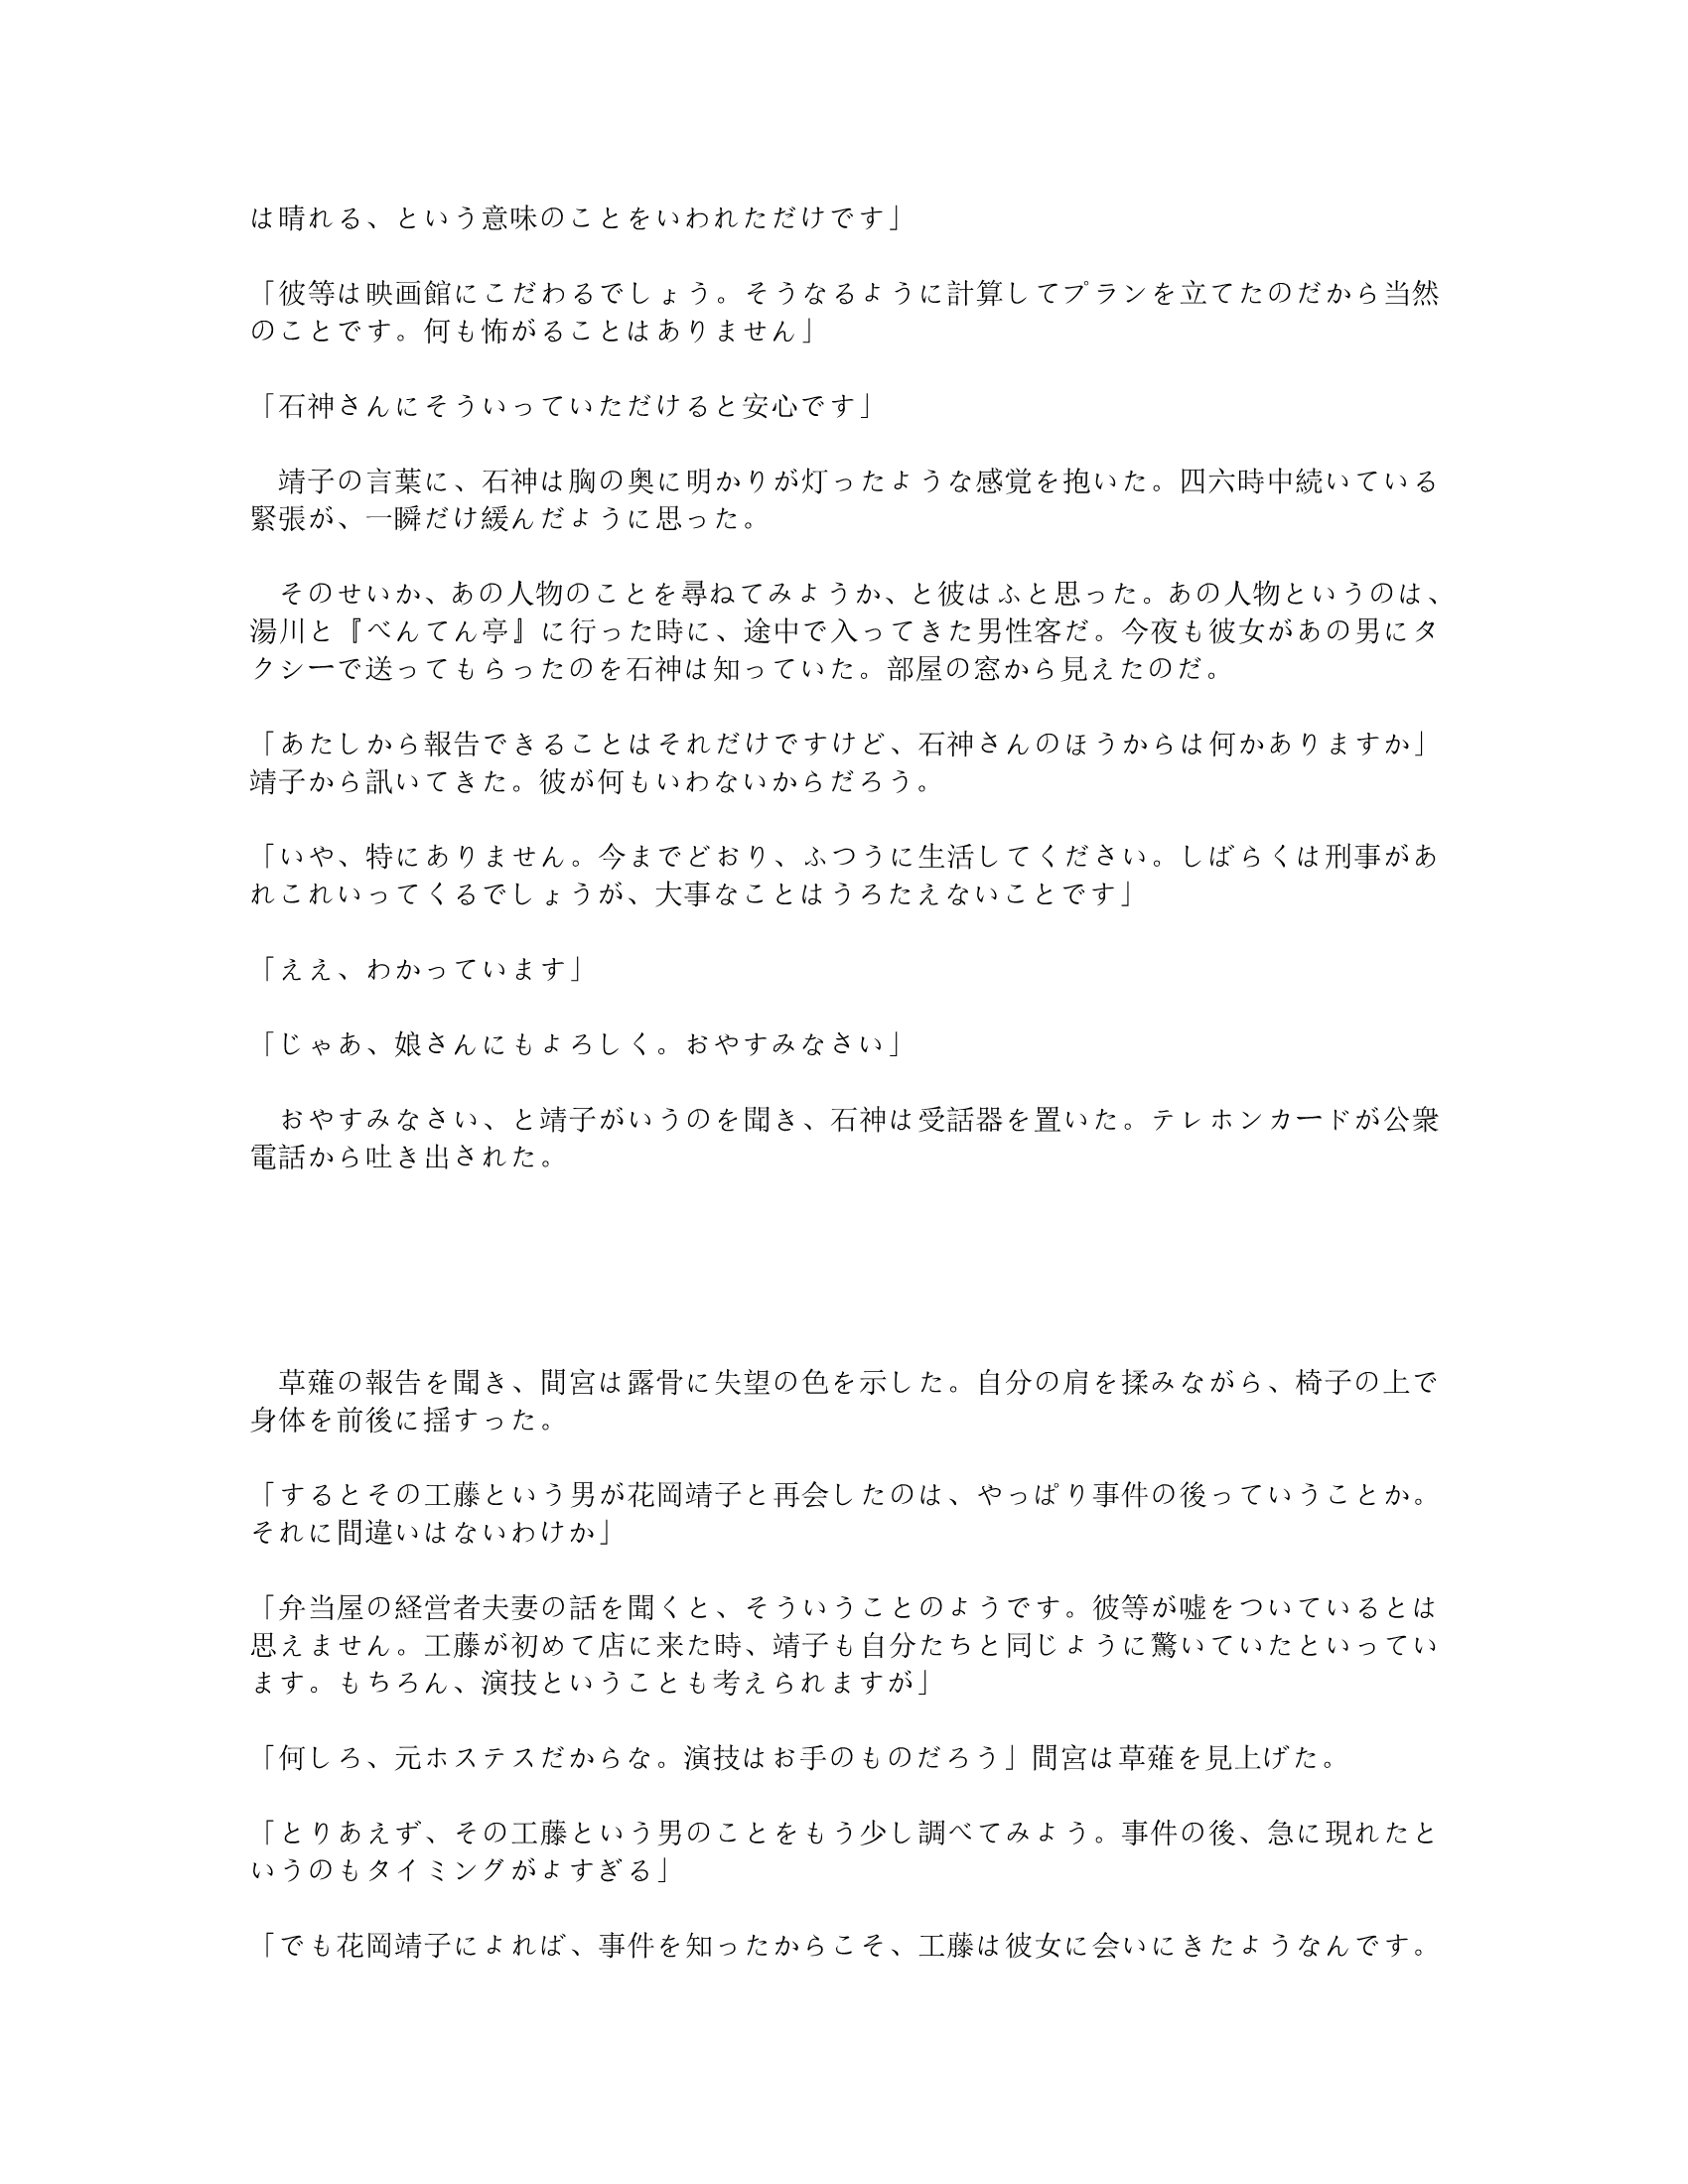 は晴れる、という意味のことをいわれただけです」
「彼等は映画館にこだわるでしょう。そうなるように計算してプランを立てたのだから当然
のことです。何も怖がることはありません」
「石神さんにそういっていただけると安心です」
　靖子の言葉に、石神は胸の奥に明かりが灯ったような感覚を抱いた。四六時中続いている
緊張が、一瞬だけ緩んだように思った。
　そのせいか、あの人物のことを尋ねてみようか、と彼はふと思った。あの人物というのは、
湯川と『べんてん亭』に行った時に、途中で入ってきた男性客だ。今夜も彼女があの男にタ
クシーで送ってもらったのを石神は知っていた。部屋の窓から見えたのだ。
「あたしから報告できることはそれだけですけど、石神さんのほうからは何かありますか」
靖子から訊いてきた。彼が何もいわないからだろう。
「いや、特にありません。今までどおり、ふつうに生活してください。しばらくは刑事があ
れこれいってくるでしょうが、大事なことはうろたえないことです」
「ええ、わかっています」
「じゃあ、娘さんにもよろしく。おやすみなさい」
　おやすみなさい、と靖子がいうのを聞き、石神は受話器を置いた。テレホンカードが公衆
電話から吐き出された。
　草薙の報告を聞き、間宮は露骨に失望の色を示した。自分の肩を揉みながら、椅子の上で
身体を前後に揺すった。
「するとその工藤という男が花岡靖子と再会したのは、やっぱり事件の後っていうことか。
それに間違いはないわけか」
「弁当屋の経営者夫妻の話を聞くと、そういうことのようです。彼等が嘘をついているとは
思えません。工藤が初めて店に来た時、靖子も自分たちと同じように驚いていたといってい
ます。もちろん、演技ということも考えられますが」
「何しろ、元ホステスだからな。演技はお手のものだろう」間宮は草薙を見上げた。
「とりあえず、その工藤という男のことをもう少し調べてみよう。事件の後、急に現れたと
いうのもタイミングがよすぎる」
「でも花岡靖子によれば、事件を知ったからこそ、工藤は彼女に会いにきたようなんです。